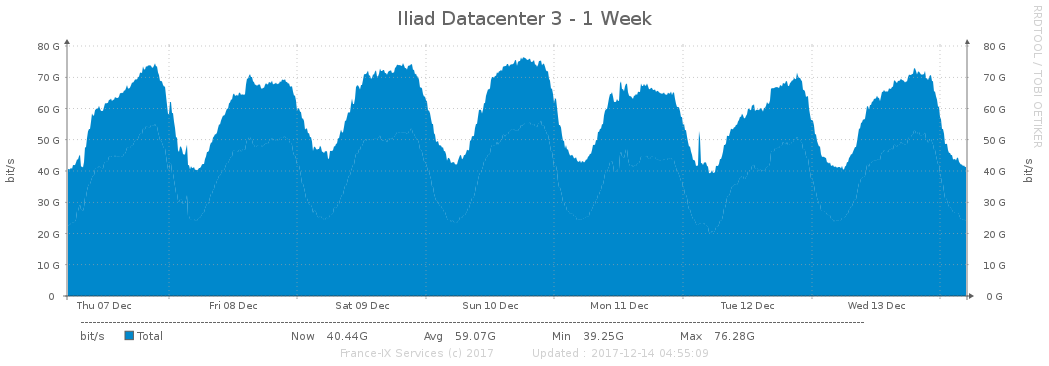 Iliad Datacenter 3 - 1 Week
RRDTOOL / TOBI OETIKER
bit/s
80 G 80 G
70 G 70 G
60 G 60 G
50 G 50 G
40 G 40 G
30 G 30 G
20 G 20 G
10 G 10 G
0 0 G
bit/s
Thu 07 Dec Fri 08 Dec Sat 09 Dec Sun 10 Dec Mon 11 Dec Tue 12 Dec Wed 13 Dec
bit/s Total Now 40.44G Avg 59.07G Min 39.25G Max 76.28G
France-IX Services (c) 2017 Updated : 2017-12-14 04:55:09